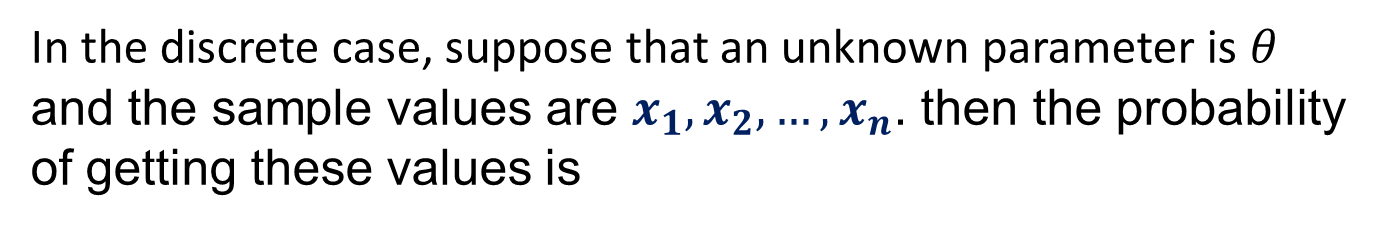 In the discrete case, suppose that an unknown parameter is θ
and the sample values are x₁, x₂, … , xₙ. then the probability
of getting these values is